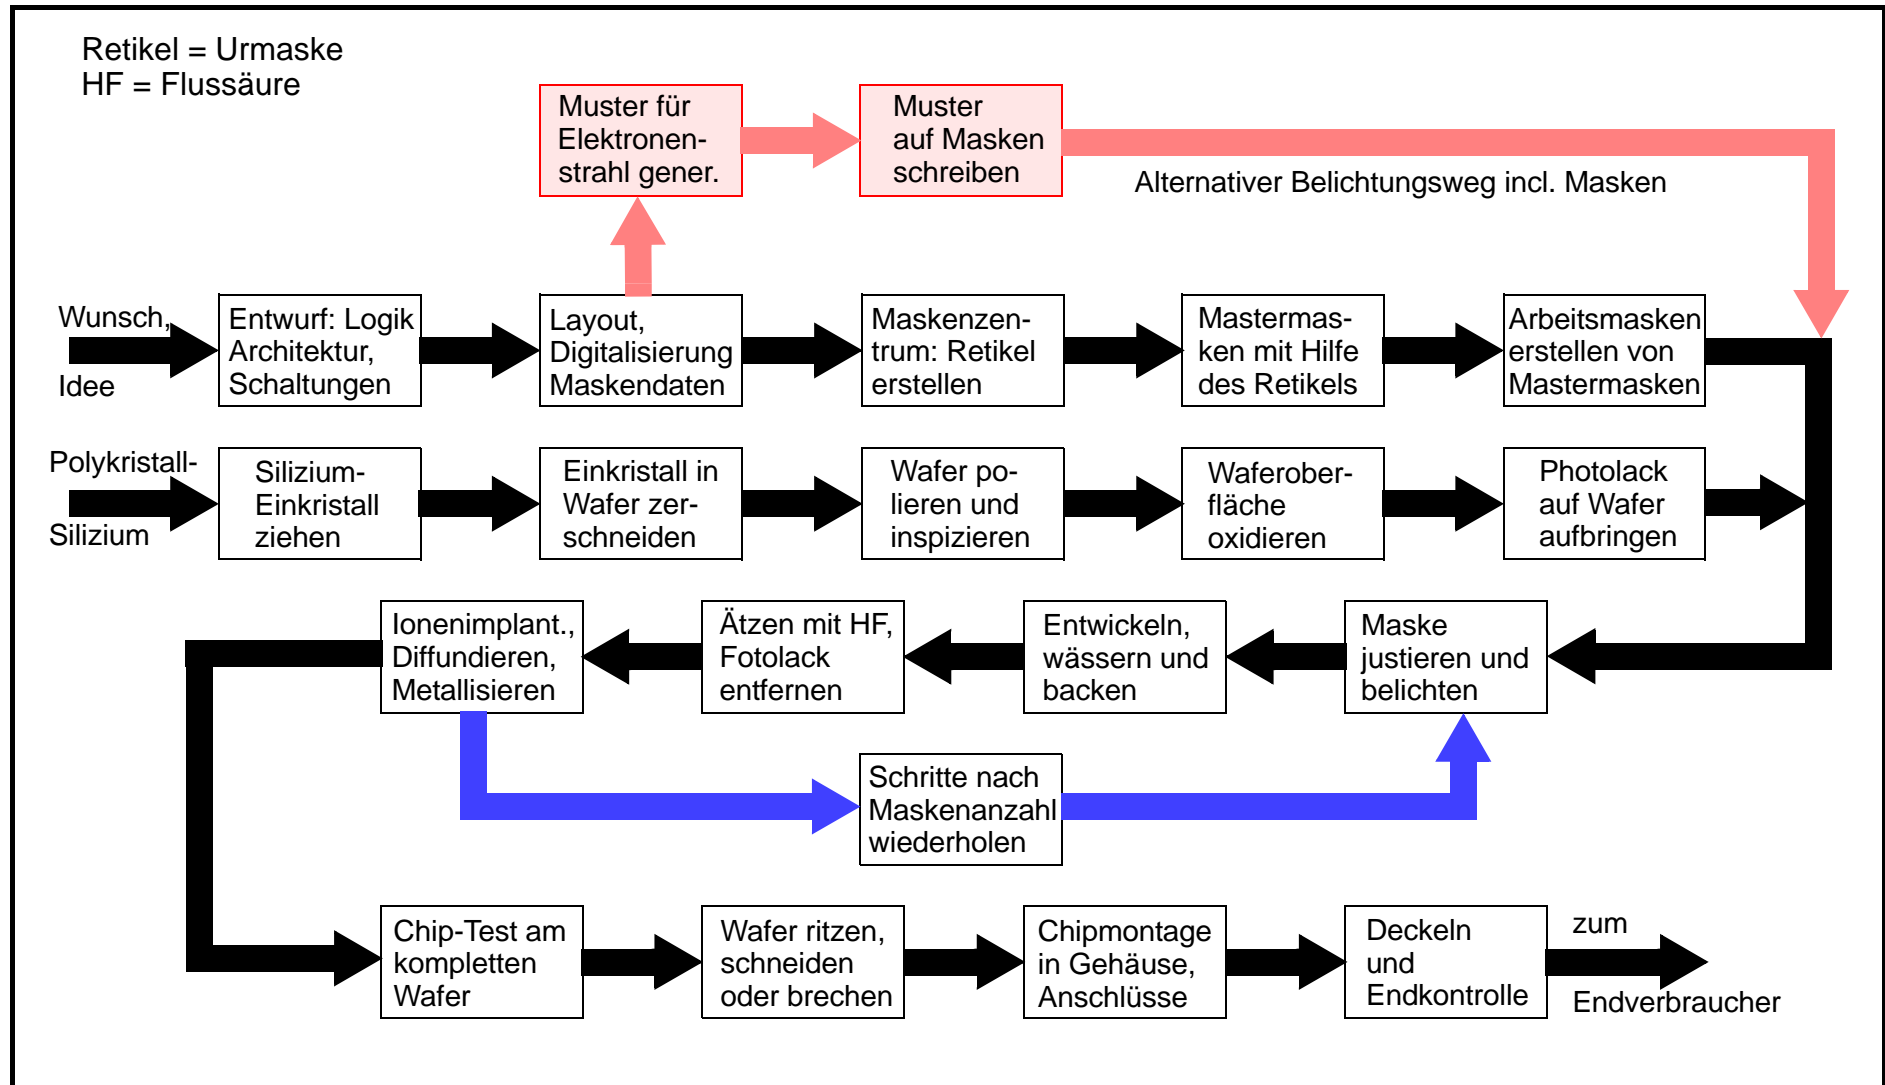 Retikel = Urmaske
HF = Flussäure
Muster für
Elektronen-
strahl gener.
Muster
auf Masken
schreiben
Alternativer Belichtungsweg incl. Masken
Wunsch,
Idee
Entwurf: Logik
Architektur,
Schaltungen
Layout,
Digitalisierung
Maskendaten
Maskenzen-
trum: Retikel
erstellen
Mastermas-
ken mit Hilfe
des Retikels
Arbeitsmasken
erstellen von
Mastermasken
Polykristall-
Silizium
Silizium-
Einkristall
ziehen
Einkristall in
Wafer zer-
schneiden
Wafer po-
lieren und
inspizieren
Waferober-
fläche
oxidieren
Photolack
auf Wafer
aufbringen
Ionenimplant.,
Diffundieren,
Metallisieren
Ätzen mit HF,
Fotolack
entfernen
Entwickeln,
wässern und
backen
Maske
justieren und
belichten
Schritte nach
Maskenanzahl
wiederholen
Chip-Test am
kompletten
Wafer
Wafer ritzen,
schneiden
oder brechen
Chipmontage
in Gehäuse,
Anschlüsse
Deckeln
und
Endkontrolle
zum
Endverbraucher